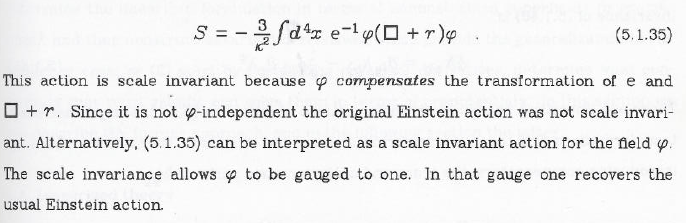 S = − 3/κ² ∫d⁴x e⁻¹φ(□ + r)φ . (5.1.35)
This action is scale invariant because φ compensates the transformation of e and
□ + r. Since it is not φ-independent the original Einstein action was not scale invari-
ant. Alternatively, (5.1.35) can be interpreted as a scale invariant action for the field φ.
The scale invariance allows φ to be gauged to one. In that gauge one recovers the
usual Einstein action.